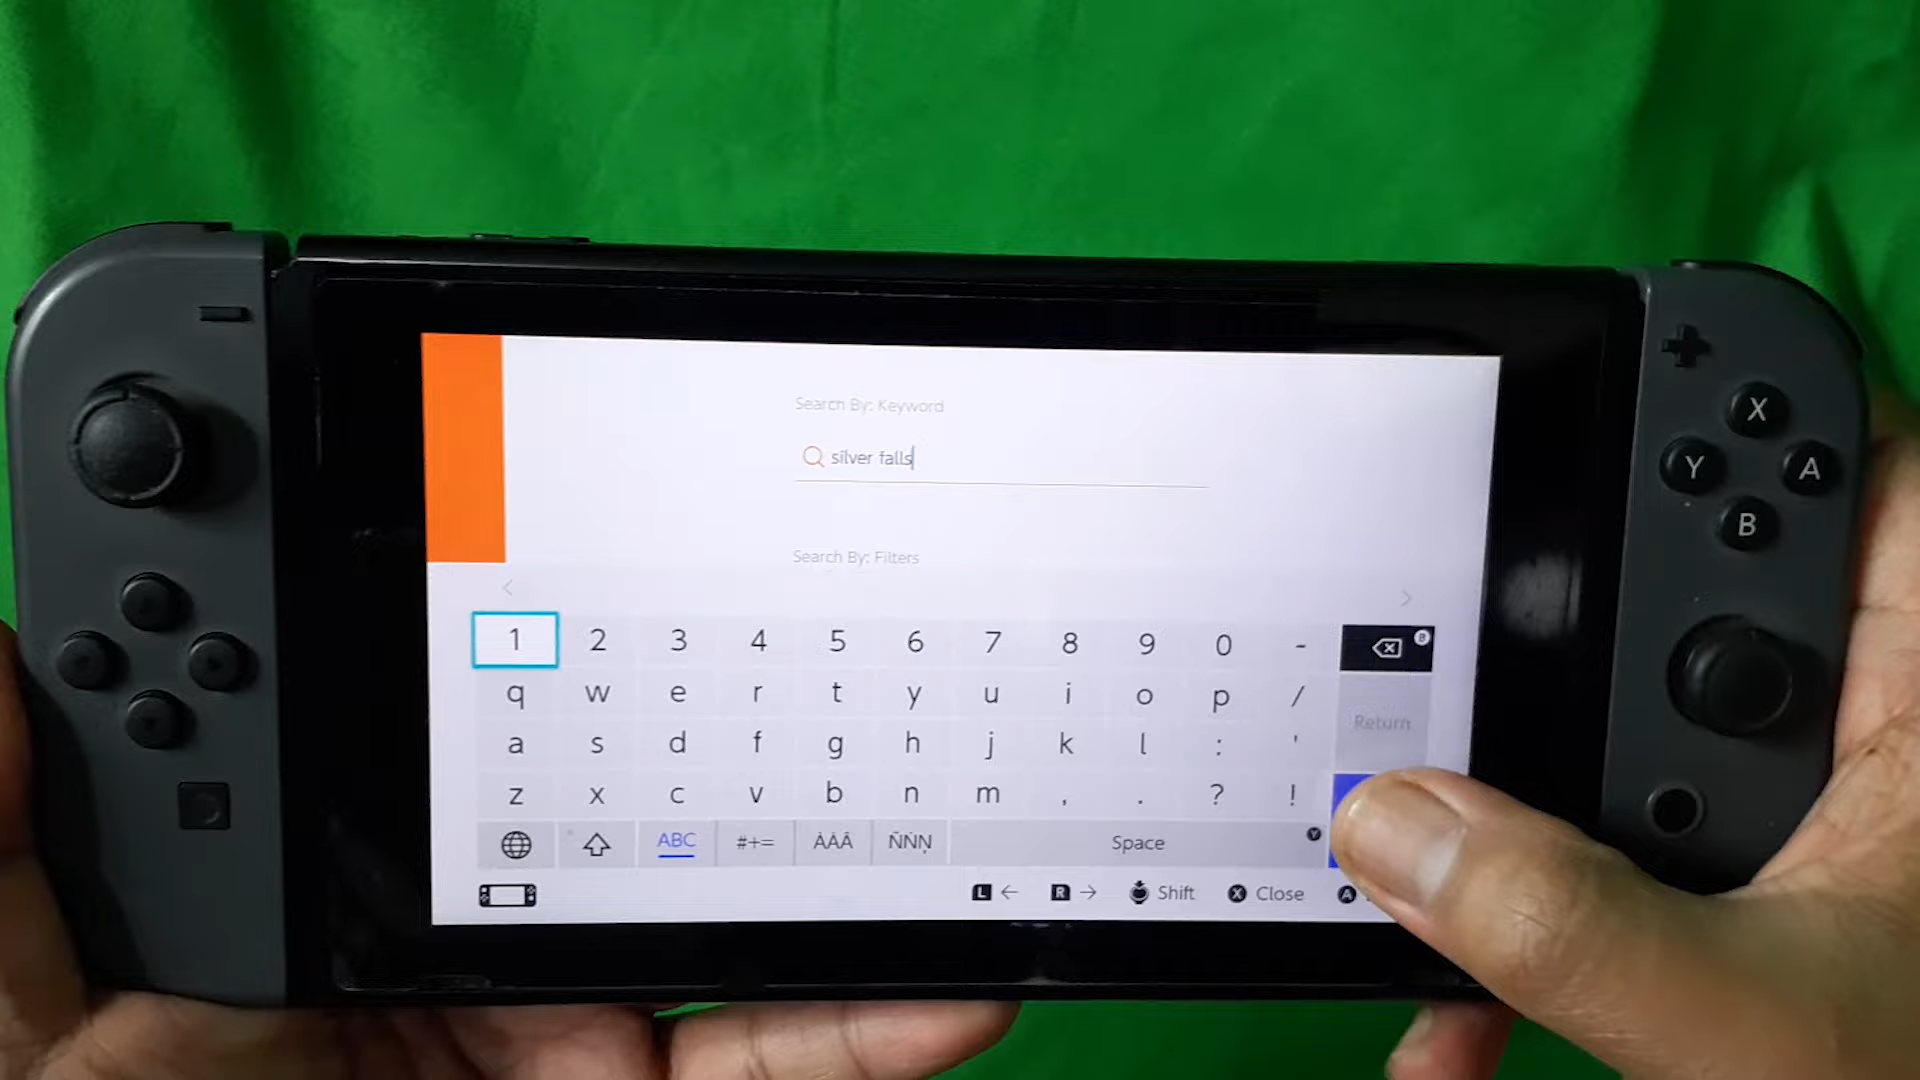 Search By: Keyword
silver falls
Search By: Filters
< >
1 2 3 4 5 6 7 8 9 0 -
B
q w e r t y u i o p /
Return
a s d f g h j k l : '
z x c v b n m , . ? !
ABC #+= ÀÁÂ ÑŃŅ Space Y
L ← R → Shift X Close A
X
Y A
B